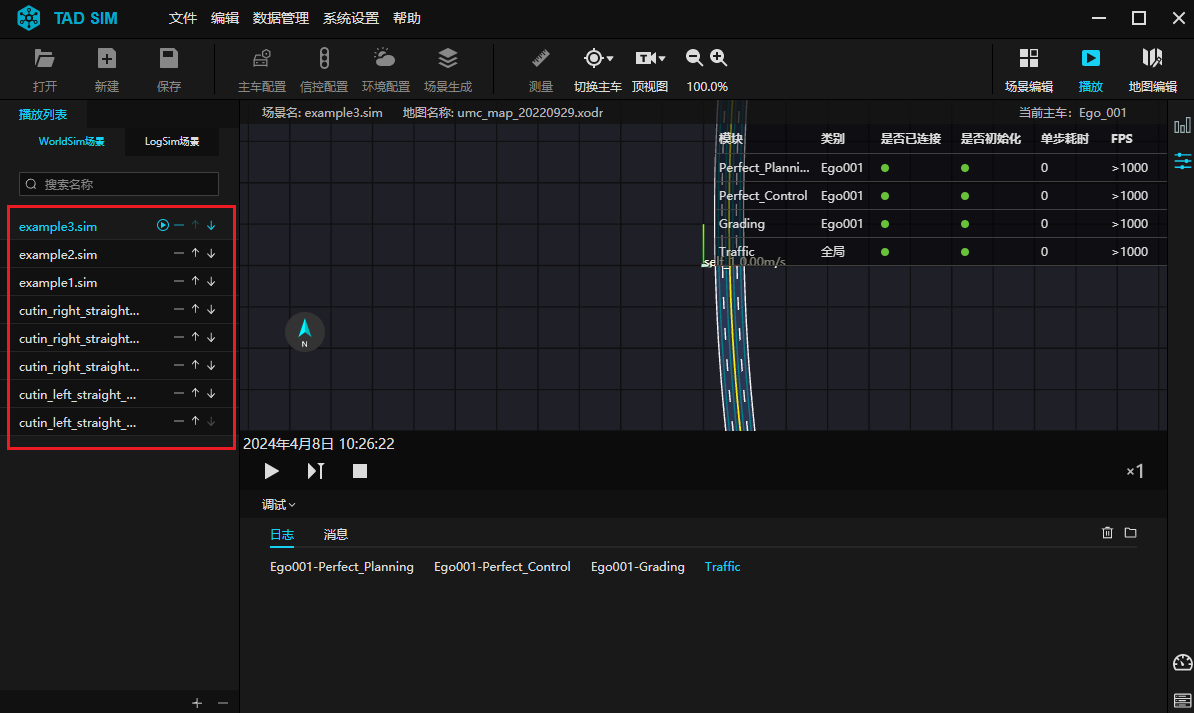 TAD SIM 文件 编辑 数据管理 系统设置 帮助
打开 新建 保存 主车配置 信控配置 环境配置 场景生成 测量 切换主车 顶视图 100.0% 场景编辑 播放 地图编辑
播放列表
场景名: example3.sim 地图名称: umc_map_20220929.xodr 当前主车: Ego_001
WorldSim场景 LogSim场景
搜索名称
模块 类别 是否已连接 是否初始化 单步耗时 FPS
Perfect_Planni... Ego001 0 >1000
Perfect_Control Ego001 0 >1000
Grading Ego001 0 >1000
Traffic 全局 0 >1000
0.00m/s
example3.sim
example2.sim
example1.sim
cutin_right_straight...
cutin_right_straight...
cutin_right_straight...
cutin_left_straight_...
cutin_left_straight_...
N
2024年4月8日 10:26:22
×1
调试
日志 消息
Ego001-Perfect_Planning Ego001-Perfect_Control Ego001-Grading Traffic